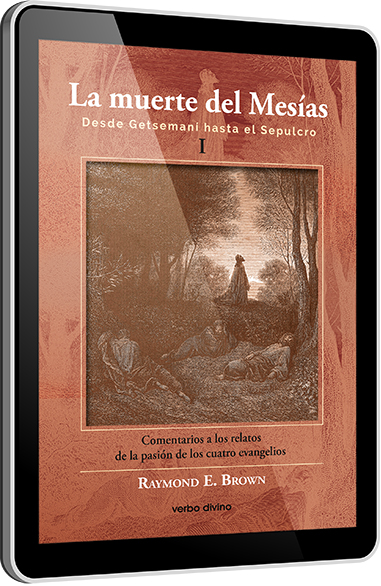 La muerte del Mesías
Desde Getsemaní hasta el Sepulcro
I
Comentarios a los relatos
de la pasión de los cuatro evangelios
RAYMOND E. BROWN
verbo divino